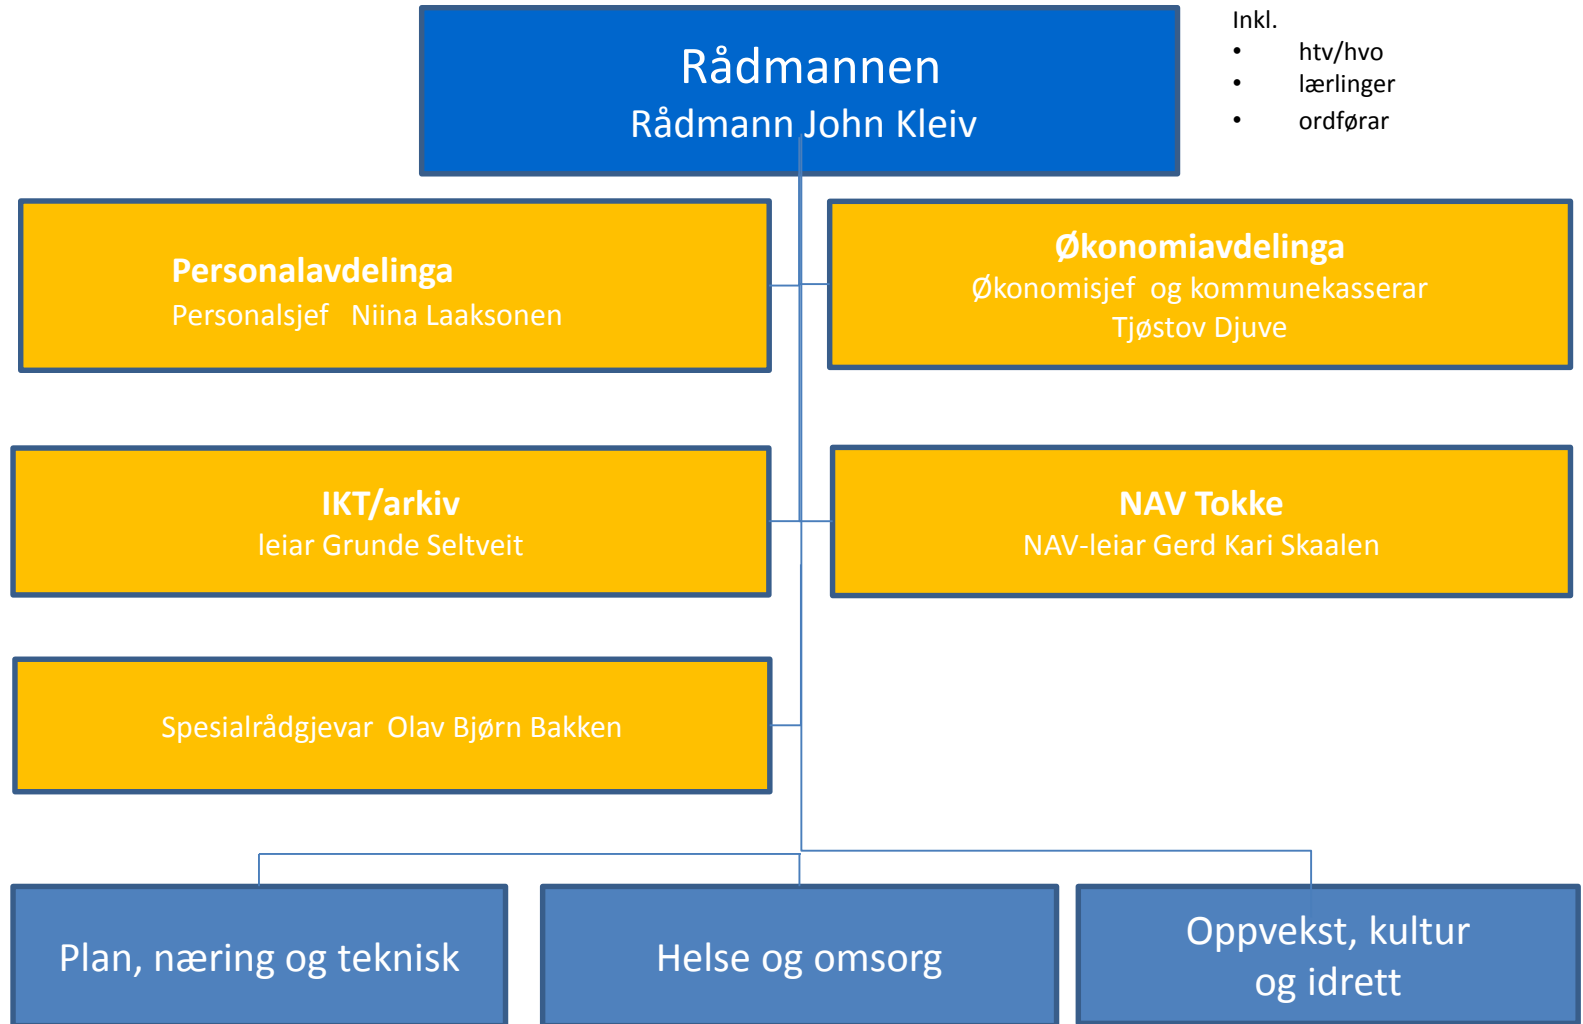 Rådmannen
Rådmann John Kleiv
Inkl.
• htv/hvo
• lærlinger
• ordførar
Personalavdelinga
Personalsjef Niina Laaksonen
Økonomiavdelinga
Økonomisjef og kommunekasserar
Tjøstov Djuve
IKT/arkiv
leiar Grunde Seltveit
NAV Tokke
NAV-leiar Gerd Kari Skaalen
Spesialrådgjevar Olav Bjørn Bakken
Plan, næring og teknisk
Helse og omsorg
Oppvekst, kultur
og idrett